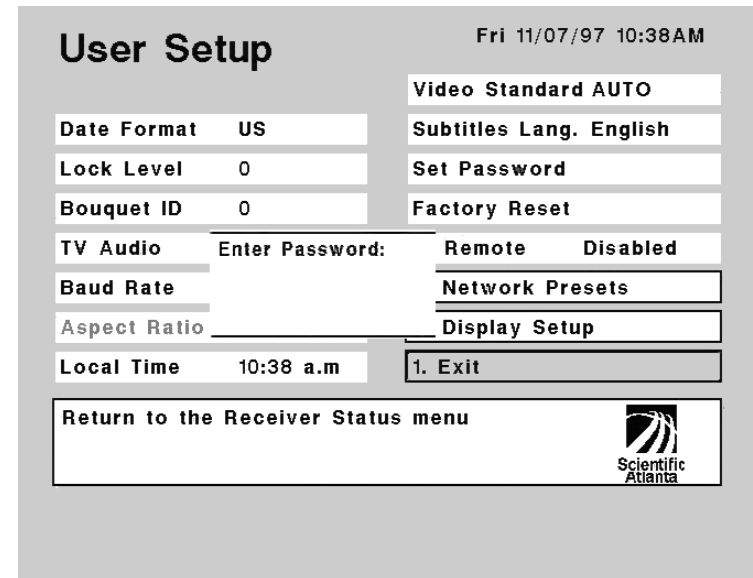 User Setup
Fri 11/07/97 10:38AM
Video Standard AUTO
Date Format US
Subtitles Lang. English
Lock Level 0
Set Password
Bouquet ID 0
Factory Reset
TV Audio
Enter Password:
Remote Disabled
Baud Rate
Network Presets
Aspect Ratio
Display Setup
Local Time 10:38 a.m
1. Exit
Return to the Receiver Status menu
Scientific
Atlanta